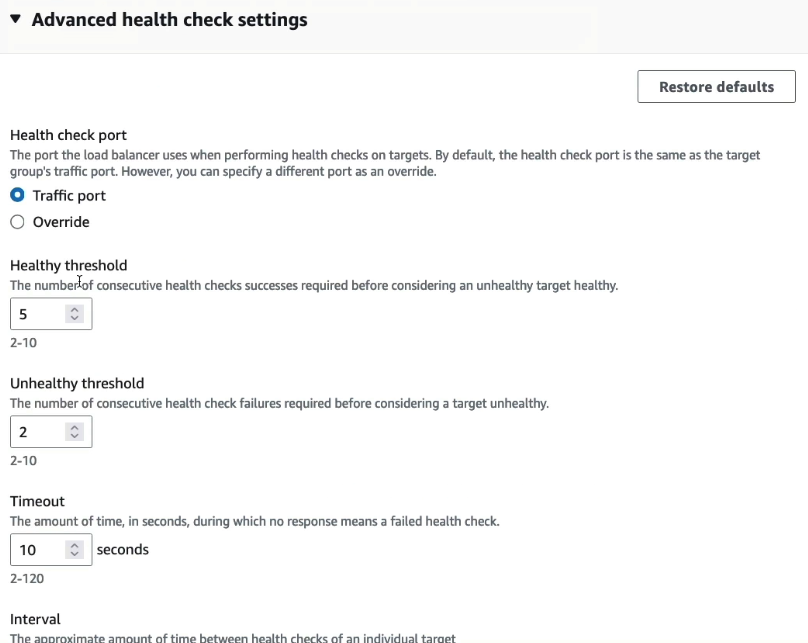 Advanced health check settings
Restore defaults
Health check port
The port the load balancer uses when performing health checks on targets. By default, the health check port is the same as the target
group's traffic port. However, you can specify a different port as an override.
Traffic port
Override
Healthy threshold
The number of consecutive health checks successes required before considering an unhealthy target healthy.
5
2-10
Unhealthy threshold
The number of consecutive health check failures required before considering a target unhealthy.
2
2-10
Timeout
The amount of time, in seconds, during which no response means a failed health check.
10 seconds
2-120
Interval
The approximate amount of time between health checks of an individual target